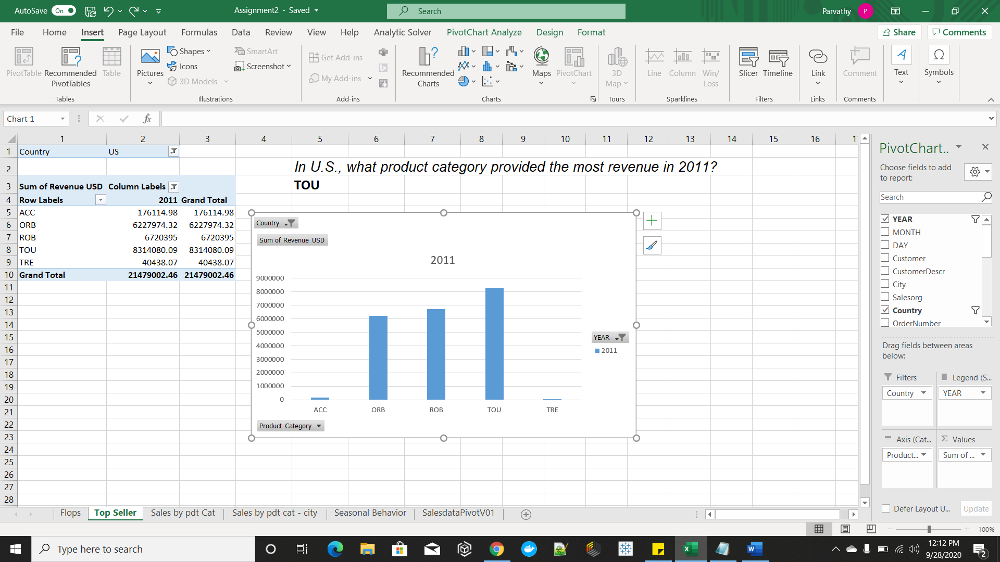 AutoSave On Assignment2 - Saved Search Parvathy P
File Home Insert Page Layout Formulas Data Review View Help Analytic Solver PivotChart Analyze Design Format Share Comments
PivotTable Recommended PivotTables Table
Tables
Pictures Shapes Icons 3D Models SmartArt Screenshot
Illustrations
Get Add-ins My Add-ins
Add-ins
Recommended Charts Maps PivotChart
Charts
3D Map
Tours
Line Column Win/Loss
Sparklines
Slicer Timeline
Filters
Link
Links
Comment
Comments
Text
Symbols
Chart 1 fx
1 2 3 4 5 6 7 8 9 10 11 12 13 14 15 16
1 Country US
2 In U.S., what product category provided the most revenue in 2011?
3 Sum of Revenue USD Column Labels TOU
4 Row Labels 2011 Grand Total
5 ACC 176114.98 176114.98
6 ORB 6227974.32 6227974.32
7 ROB 6720395 6720395
8 TOU 8314080.09 8314080.09
9 TRE 40438.07 40438.07
10 Grand Total 21479002.46 21479002.46
11
12
13
14
15
16
17
18
19
20
21
22
23
24
25
26
27
28
Country
Sum of Revenue USD
2011
9000000
8000000
7000000
6000000
5000000
4000000
3000000
2000000
1000000
0
ACC ORB ROB TOU TRE
YEAR
2011
Product Category
PivotChart..
Choose fields to add
to report:
Search
YEAR
MONTH
DAY
Customer
CustomerDescr
City
Salesorg
Country
OrderNumber
Drag fields between areas
below:
Filters Legend (S...
Country YEAR
Axis (Cat... Σ Values
Product... Sum of ...
Defer Layout U... Update
Flops Top Seller Sales by pdt Cat Sales by pdt cat - city Seasonal Behavior SalesdataPivotV01
100%
Type here to search
12:12 PM
9/28/2020
2